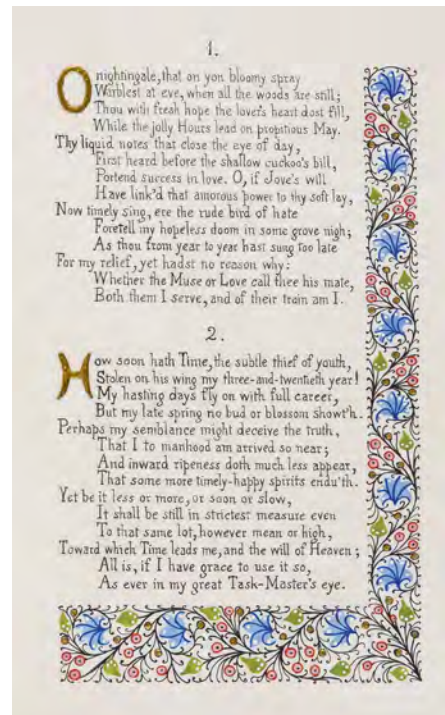 1.
O nightingale, that on yon bloomy spray
Warblest at eve, when all the woods are still;
Thou with fresh hope the lover's heart dost fill,
While the jolly Hours lead on propitious May.
Thy liquid notes that close the eye of day,
First heard before the shallow cuckoo's bill,
Portend success in love. O, if Jove's will
Have link'd that amorous power to thy soft lay,
Now timely sing, ere the rude bird of hate
Foretell my hopeless doom in some grove nigh;
As thou from year to year hast sung too late
For my relief, yet hadst no reason why:
Whether the Muse or Love call thee his mate,
Both them I serve, and of their train am I.
2.
How soon hath Time, the subtle thief of youth,
Stolen on his wing my three-and-twentieth year!
My hasting days fly on with full career,
But my late spring no bud or blossom showt'h.
Perhaps my semblance might deceive the truth,
That I to manhood am arrived so near;
And inward ripeness doth much less appear,
That some more timely-happy spirits endu'th.
Yet be it less or more, or soon or slow,
It shall be still in strictest measure even
To that same lot, however mean or high,
Toward which Time leads me, and the will of Heaven;
All is, if I have grace to use it so,
As ever in my great Task-Master's eye.